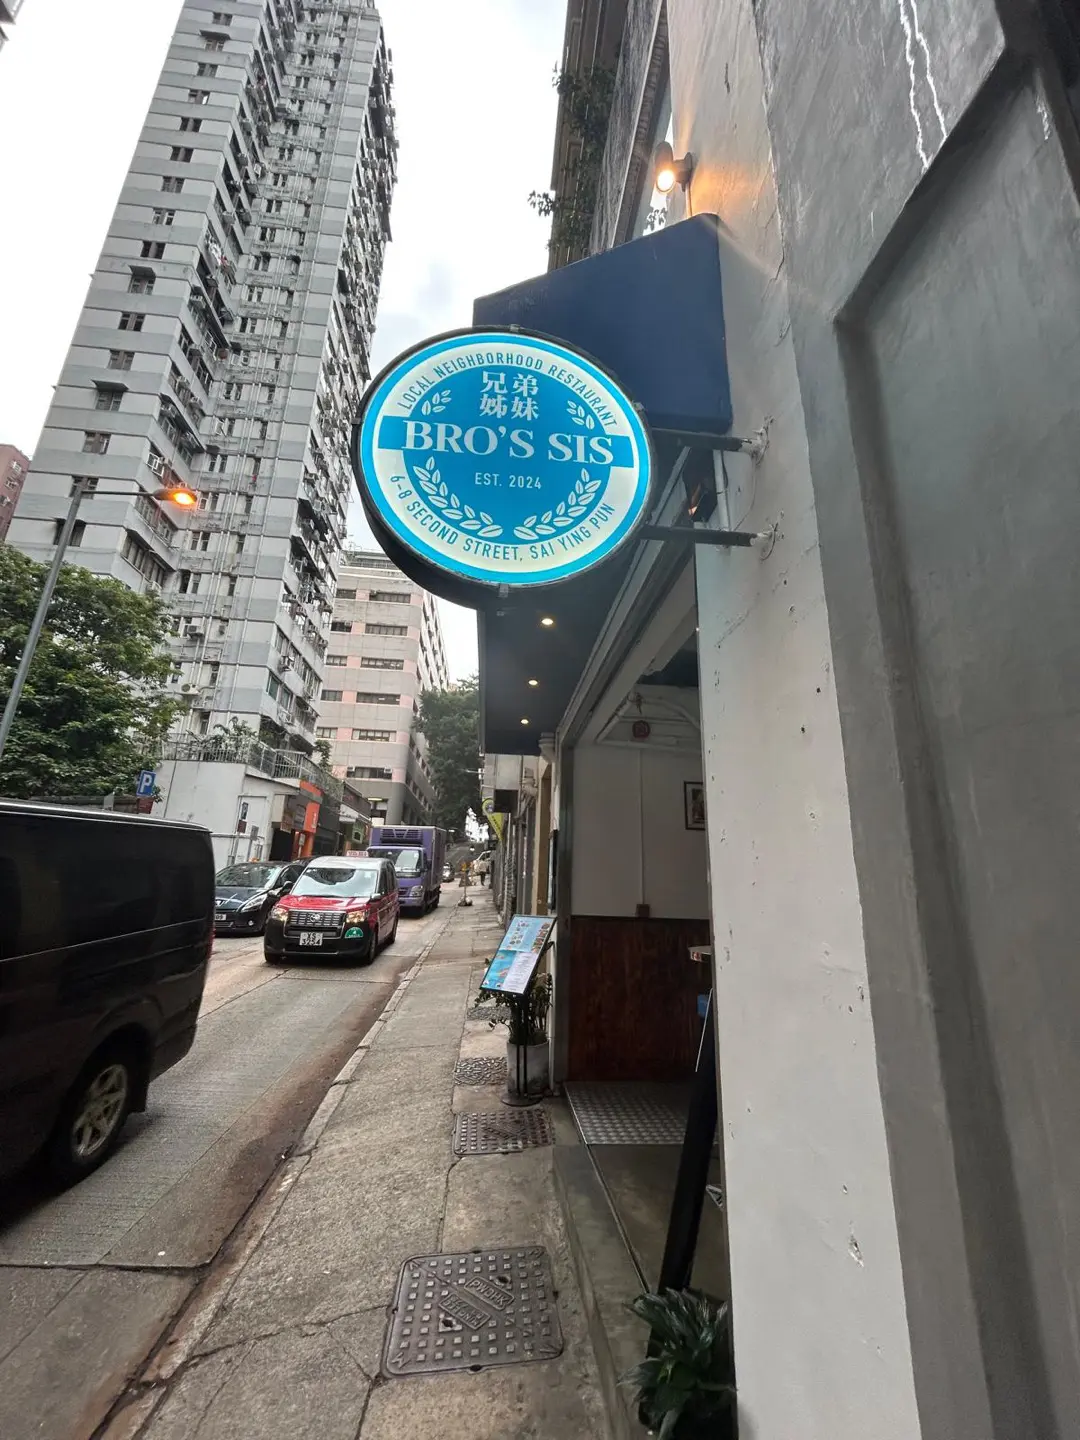 LOCAL NEIGHBORHOOD RESTAURANT
兄弟
姊妹
BRO'S SIS
EST. 2024
6-8 SECOND STREET, SAI YING PUN
P